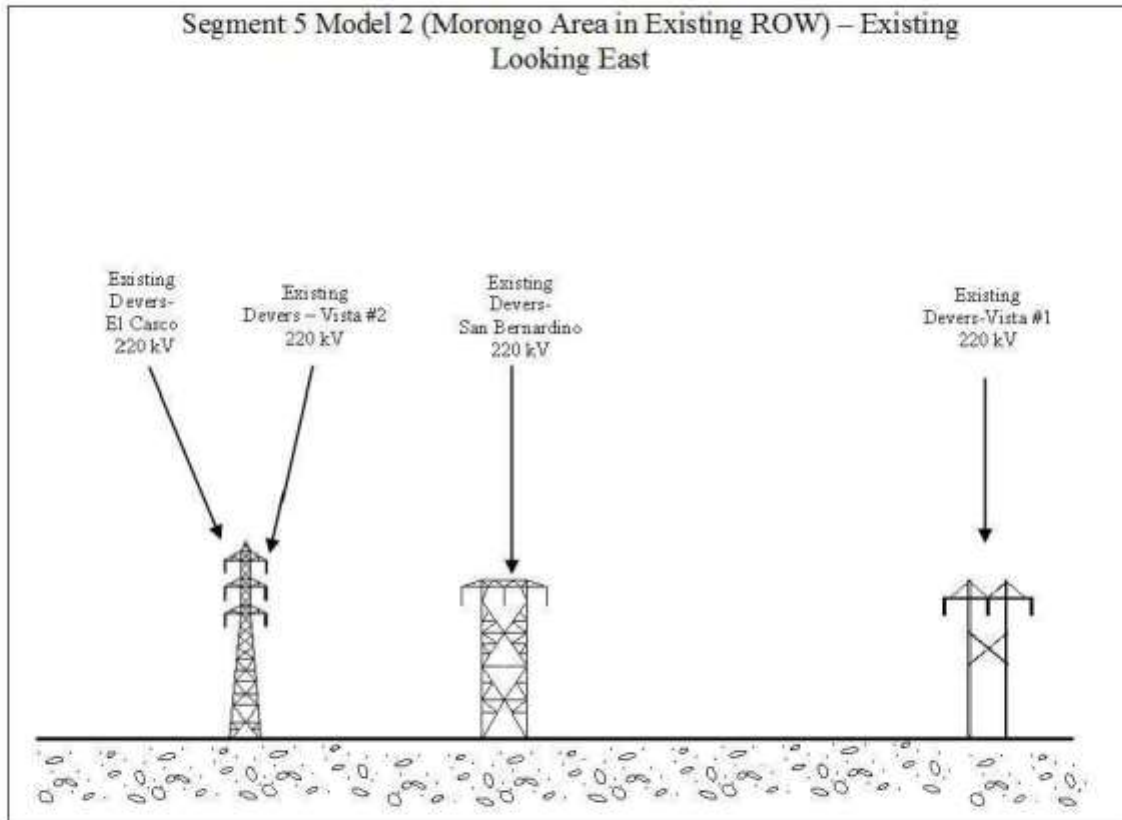 Segment 5 Model 2 (Morongo Area in Existing ROW) – Existing
Looking East
Existing
Devers-
El Casco
220 kV
Existing
Devers – Vista #2
220 kV
Existing
Devers-
San Bernardino
220 kV
Existing
Devers-Vista #1
220 kV